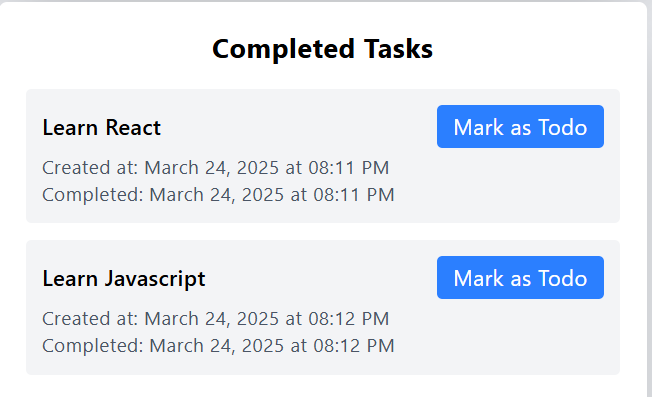 Completed Tasks
Learn React
Mark as Todo
Created at: March 24, 2025 at 08:11 PM
Completed: March 24, 2025 at 08:11 PM
Learn Javascript
Mark as Todo
Created at: March 24, 2025 at 08:12 PM
Completed: March 24, 2025 at 08:12 PM